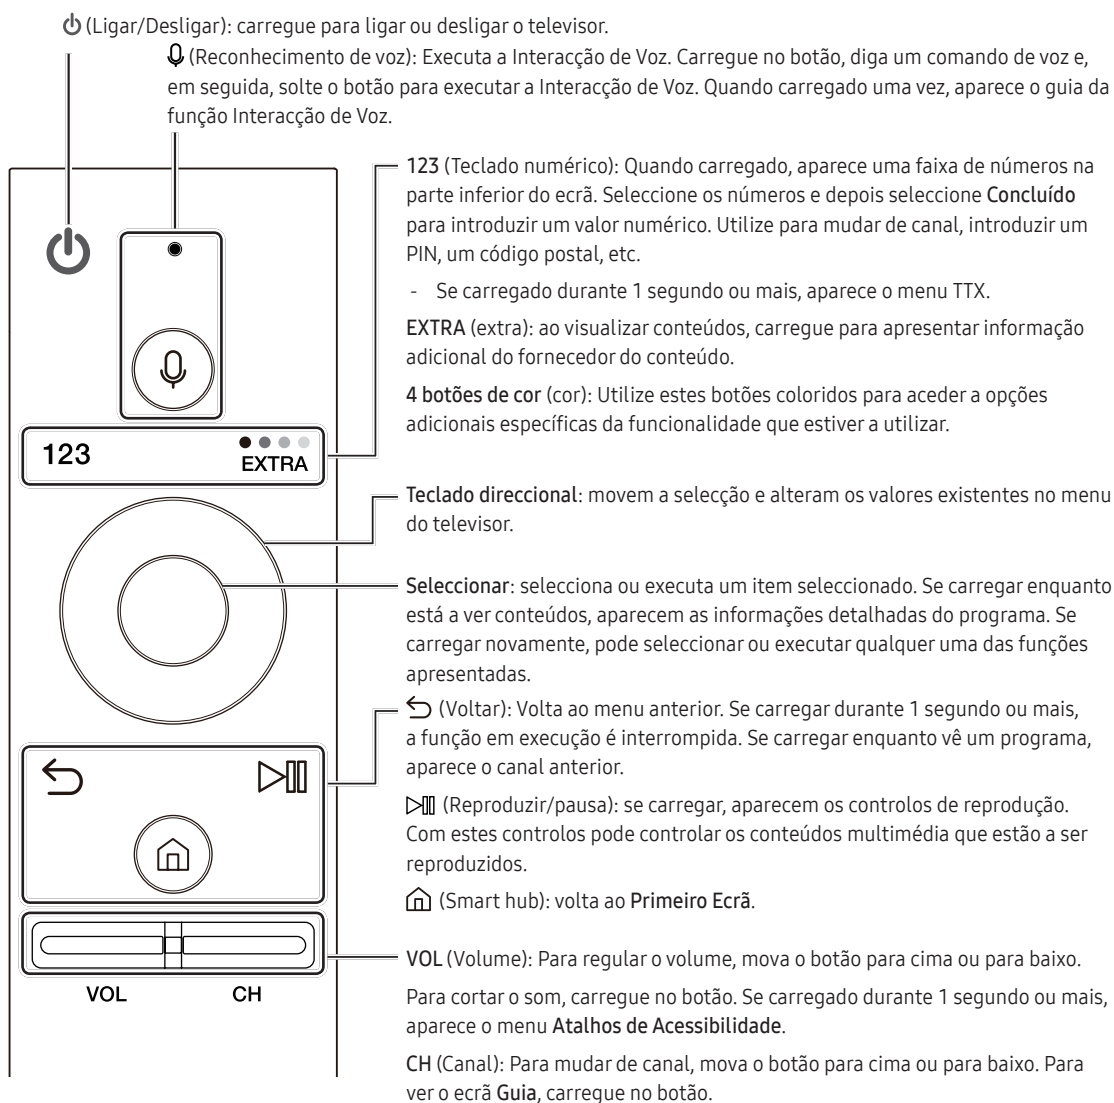 (Ligar/Desligar): carregue para ligar ou desligar o televisor.
(Reconhecimento de voz): Executa a Interacção de Voz. Carregue no botão, diga um comando de voz e,
em seguida, solte o botão para executar a Interacção de Voz. Quando carregado uma vez, aparece o guia da
função Interacção de Voz.
123 (Teclado numérico): Quando carregado, aparece uma faixa de números na
parte inferior do ecrã. Seleccione os números e depois seleccione Concluído
para introduzir um valor numérico. Utilize para mudar de canal, introduzir um
PIN, um código postal, etc.
- Se carregado durante 1 segundo ou mais, aparece o menu TTX.
EXTRA (extra): ao visualizar conteúdos, carregue para apresentar informação
adicional do fornecedor do conteúdo.
4 botões de cor (cor): Utilize estes botões coloridos para aceder a opções
adicionais específicas da funcionalidade que estiver a utilizar.
123
EXTRA
Teclado direccional: movem a selecção e alteram os valores existentes no menu
do televisor.
Seleccionar: selecciona ou executa um item seleccionado. Se carregar enquanto
está a ver conteúdos, aparecem as informações detalhadas do programa. Se
carregar novamente, pode seleccionar ou executar qualquer uma das funções
apresentadas.
(Voltar): Volta ao menu anterior. Se carregar durante 1 segundo ou mais,
a função em execução é interrompida. Se carregar enquanto vê um programa,
aparece o canal anterior.
(Reproduzir/pausa): se carregar, aparecem os controlos de reprodução.
Com estes controlos pode controlar os conteúdos multimédia que estão a ser
reproduzidos.
(Smart hub): volta ao Primeiro Ecrã.
VOL (Volume): Para regular o volume, mova o botão para cima ou para baixo.
Para cortar o som, carregue no botão. Se carregado durante 1 segundo ou mais,
aparece o menu Atalhos de Acessibilidade.
CH (Canal): Para mudar de canal, mova o botão para cima ou para baixo. Para
ver o ecrã Guia, carregue no botão.
VOL
CH